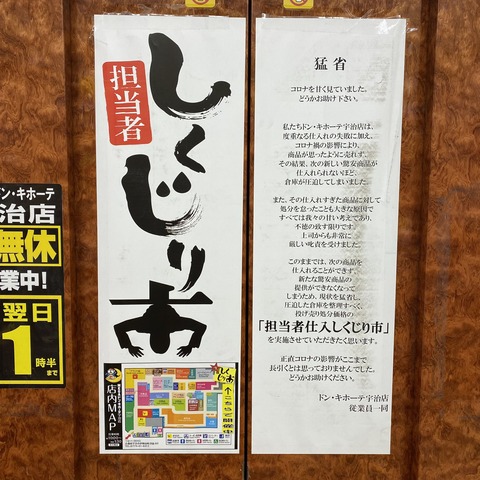 担当者
しくじり市
猛省
コロナを甘く見ていました。
どうかお助け下さい。
私たちドン・キホーテ宇治店は、
度重なる仕入れの失敗に加え、
コロナ禍の影響により、
商品が思ったように売れず、
その結果、次の新しい驚安商品が
仕入れられないほど、
倉庫が圧迫してしまいました。
また、その仕入れすぎた商品に対して
処分を怠ったことも大きな原因で
すべては我々の甘い考えであり、
不徳の致す限りです。
上司からも非常に
厳しい叱責を受けました。
このままでは、次の商品を
仕入れることができず、
新たな驚安商品の
提供ができなくなって
しまうため、現状を猛省し、
圧迫した倉庫を整理すべく、
投げ売り処分価格の
「担当者仕入しくじり市」
を実施させていただきたく思います。
正直コロナの影響がここまで
長引くとは思っておりませんでした。
どうかお助けください。
ドン・キホーテ宇治店
従業員一同
ドン・キホーテ
治店
無休
業中!
翌日
1時半
まで
店内MAP
しくじり市
↑こちらで開催中